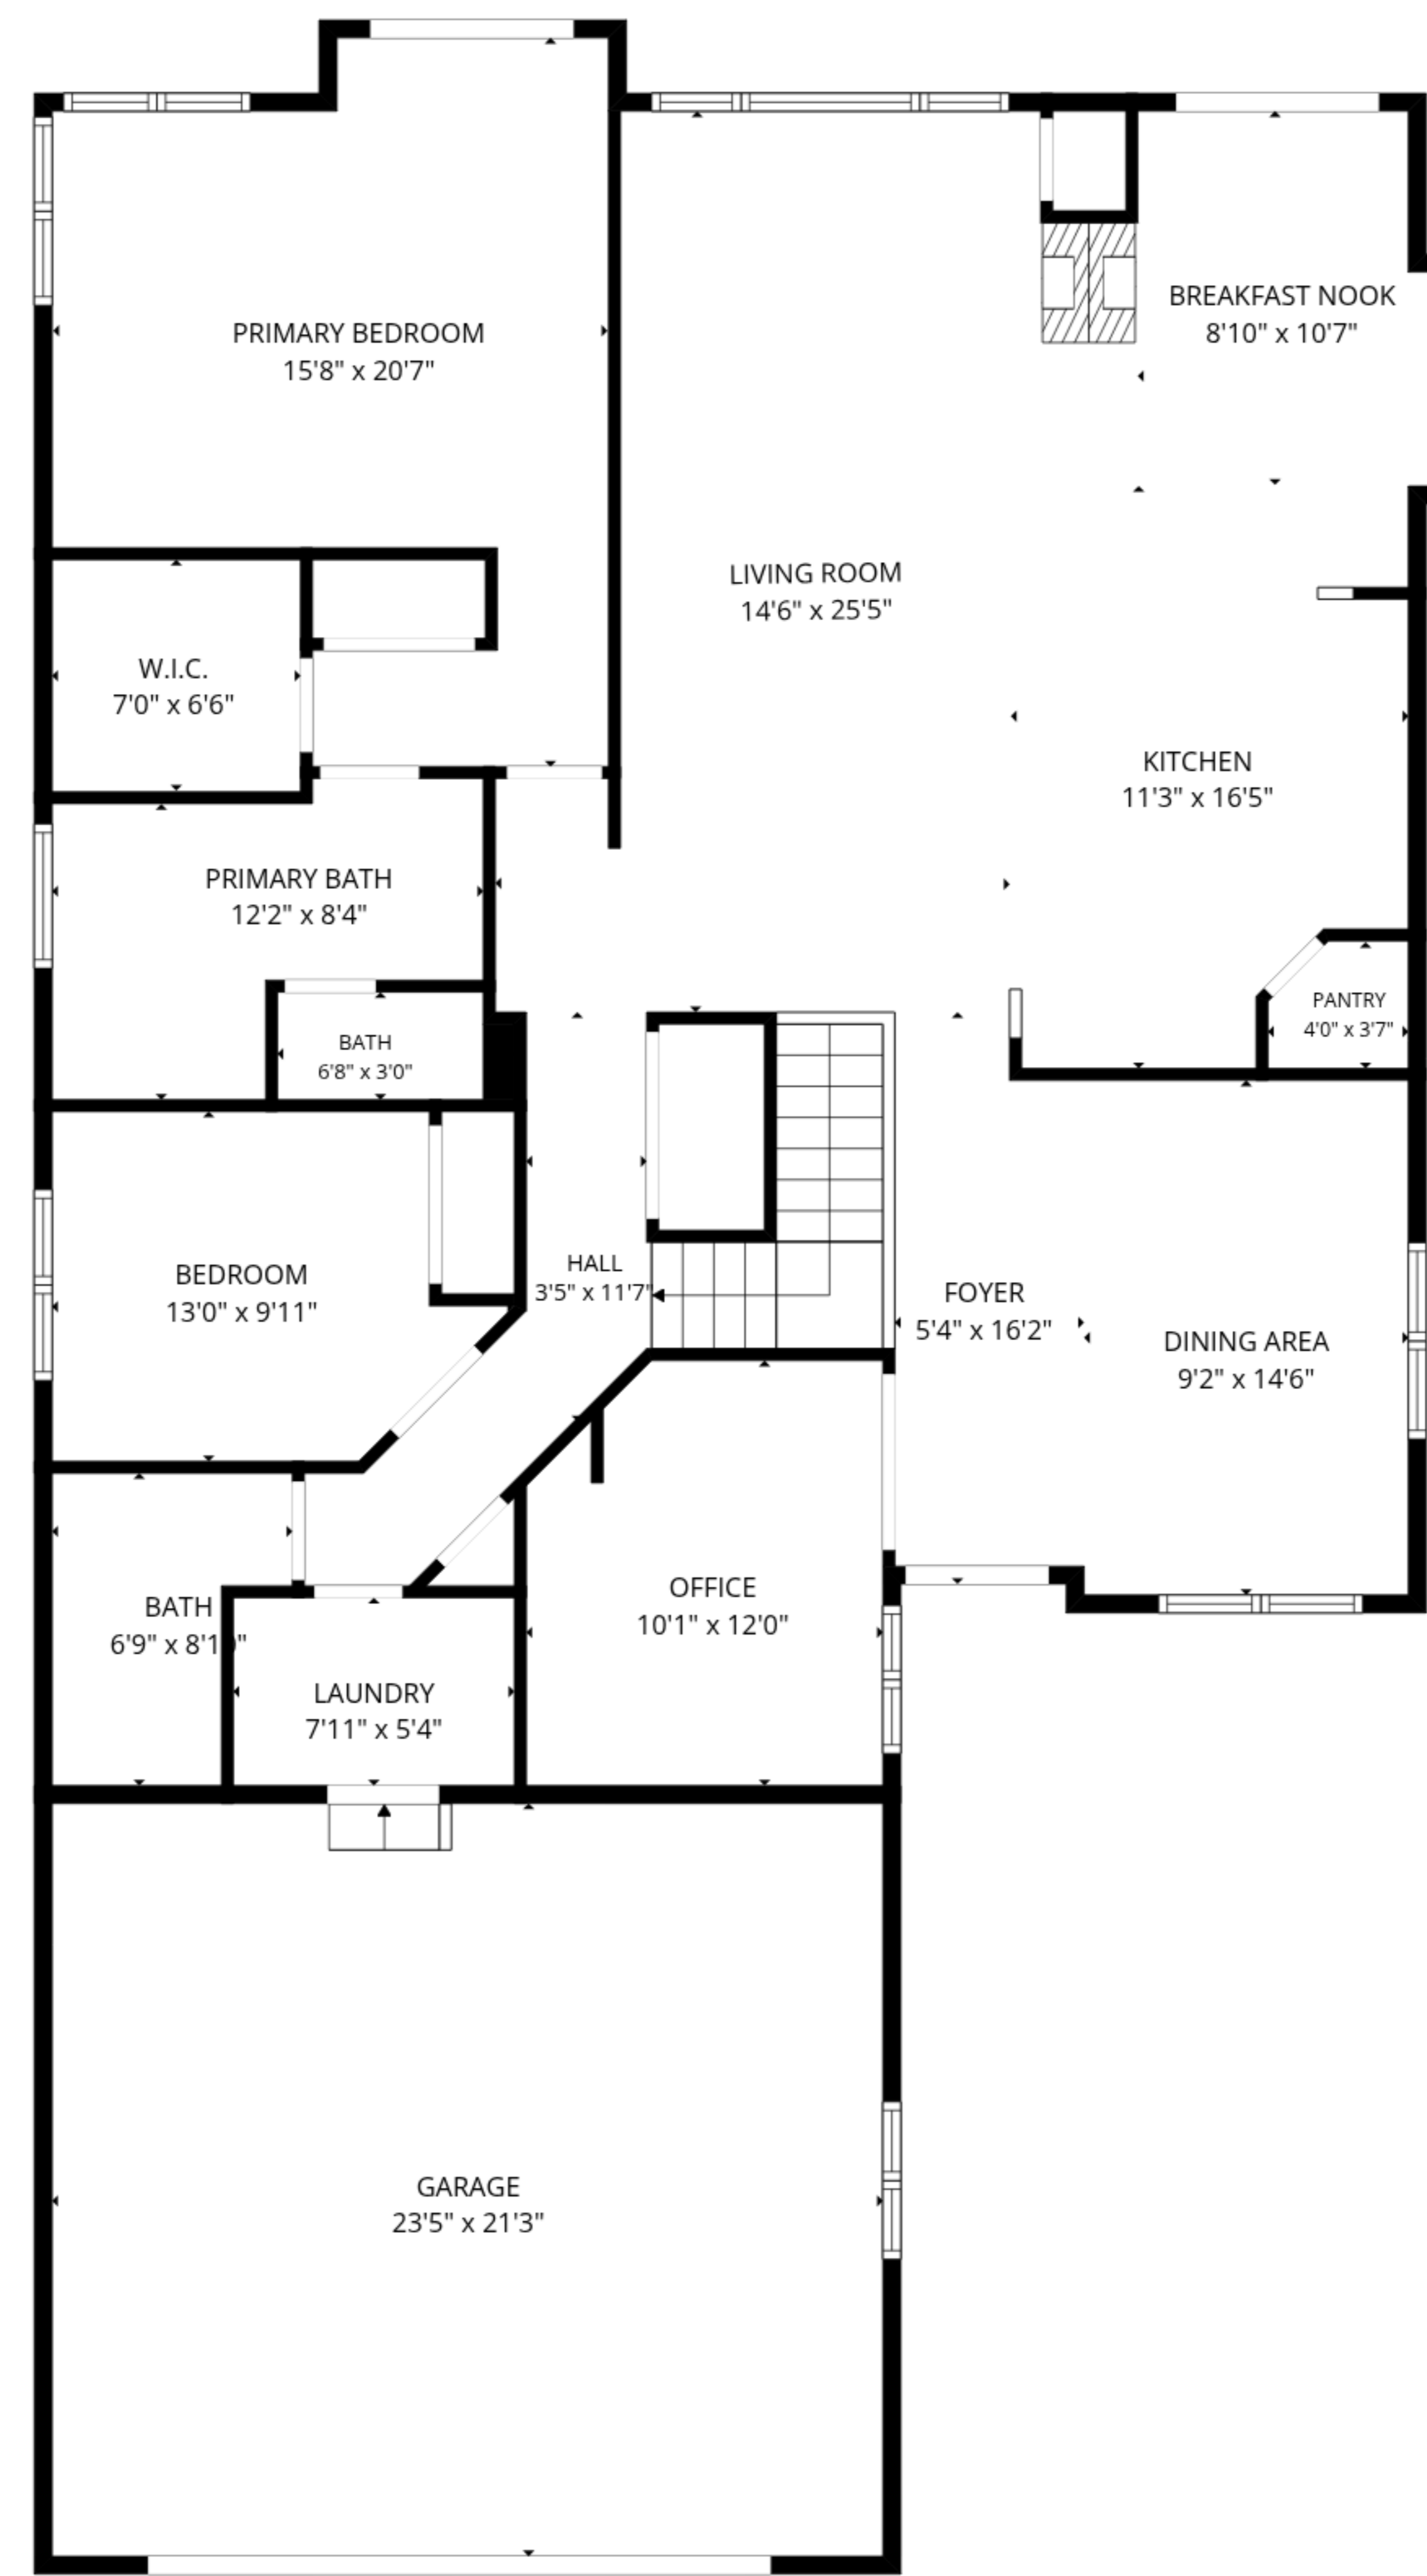 BREAKFAST NOOK
8'10" x 10'7"
PRIMARY BEDROOM
15'8" x 20'7"
LIVING ROOM
14'6" x 25'5"
W.I.C.
7'0" x 6'6"
KITCHEN
11'3" x 16'5"
PRIMARY BATH
12'2" x 8'4"
PANTRY
4'0" x 3'7"
BATH
6'8" x 3'0"
HALL
3'5" x 11'7"
BEDROOM
13'0" x 9'11"
FOYER
5'4" x 16'2"
DINING AREA
9'2" x 14'6"
OFFICE
10'1" x 12'0"
BATH
6'9" x 8'10"
LAUNDRY
7'11" x 5'4"
GARAGE
23'5" x 21'3"